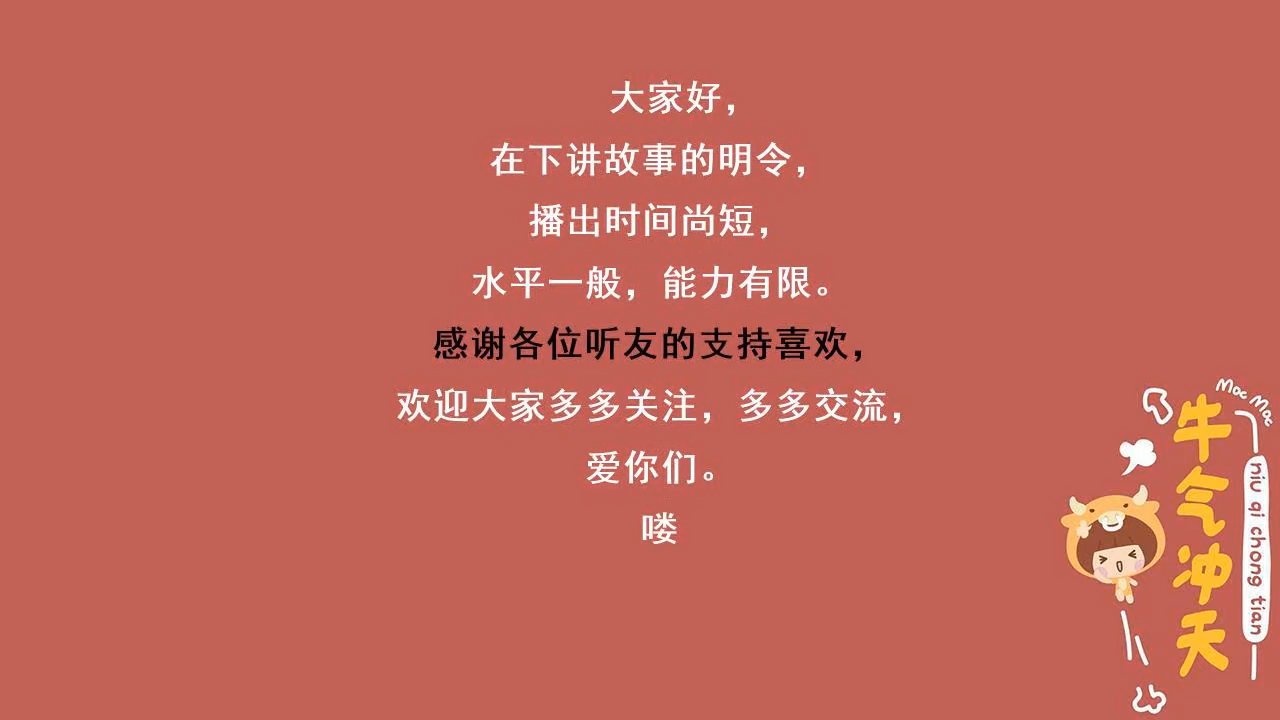 大家好，
在下讲故事的明令，
播出时间尚短，
水平一般，能力有限。
感谢各位听友的支持喜欢，
欢迎大家多多关注，多多交流，
爱你们。
喽
Moc Moc
牛气冲天
niu qi chong tian